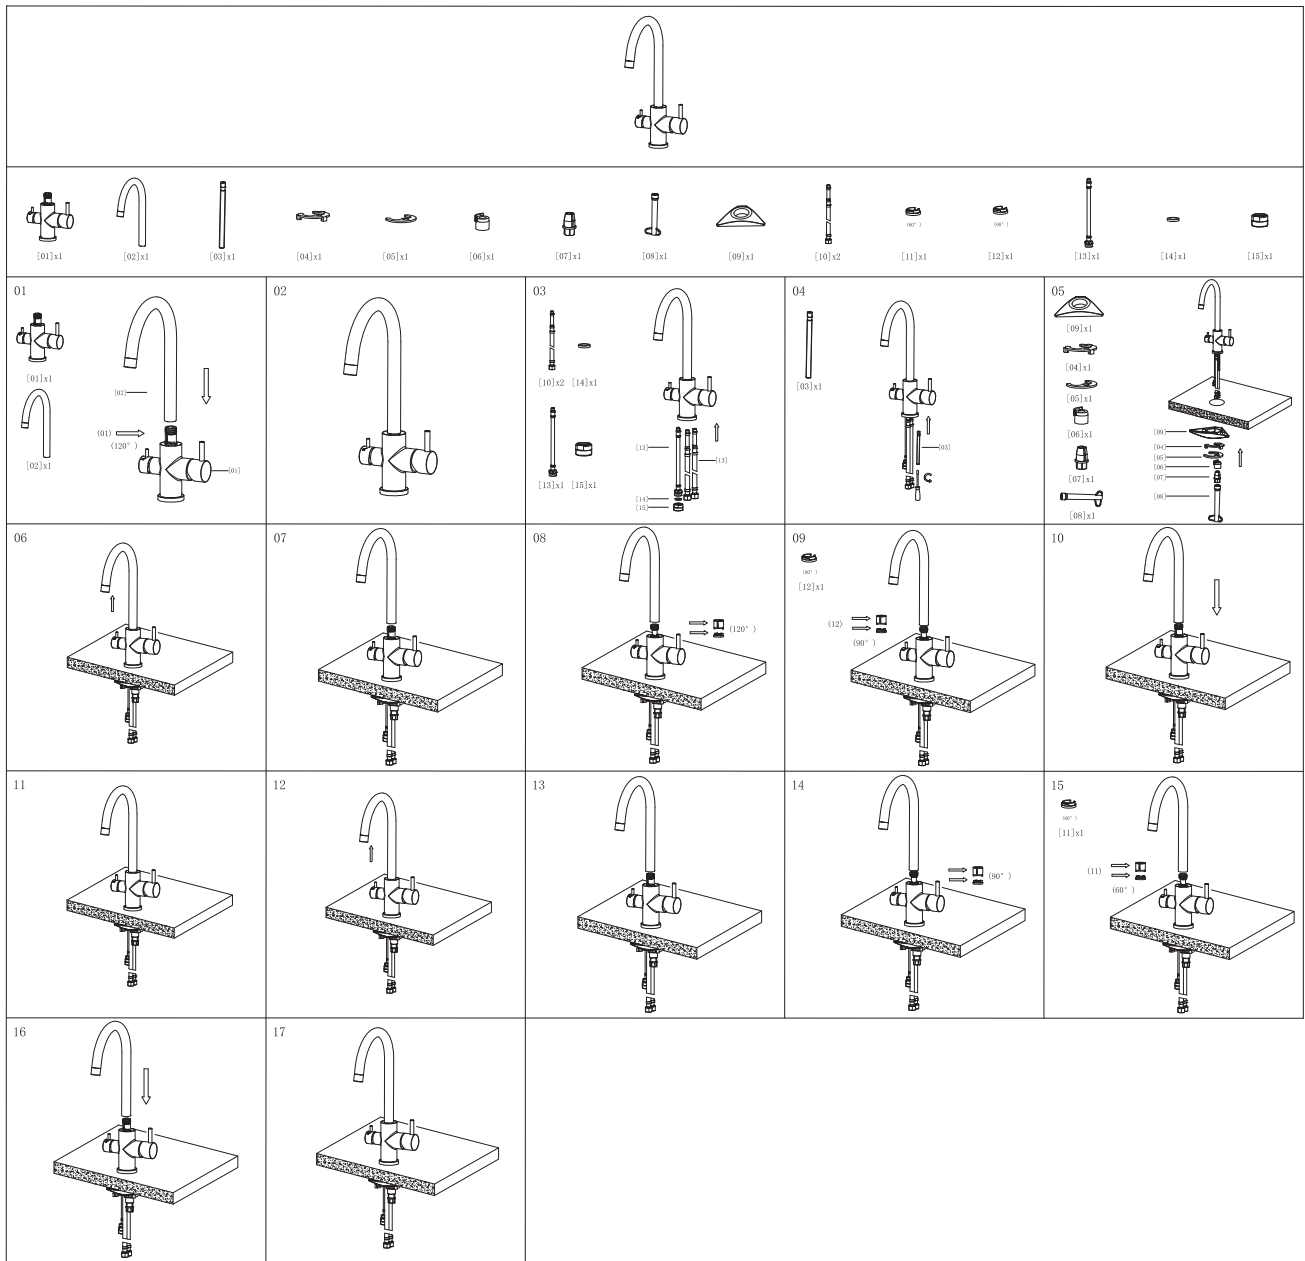 [01]x1
[02]x1
[03]x1
[04]x1
[05]x1
[06]x1
[07]x1
[08]x1
[09]x1
[10]x2
(60° )
[11]x1
(90° )
[12]x1
[13]x1
[14]x1
[15]x1
01
[01]x1
[02]x1
[02]
(01)
(120° )
[01]
02
03
[10]x2
[14]x1
[13]x1
[15]x1
[13]
[13]
[14]
[15]
04
[03]x1
[03]
05
[09]x1
[04]x1
[05]x1
[06]x1
[07]x1
[08]x1
[09]
[04]
[05]
[06]
[07]
[08]
06
07
08
(120° )
09
(90° )
[12]x1
(12)
(90° )
10
11
12
13
14
(90° )
15
(60° )
[11]x1
(11)
(60° )
16
17